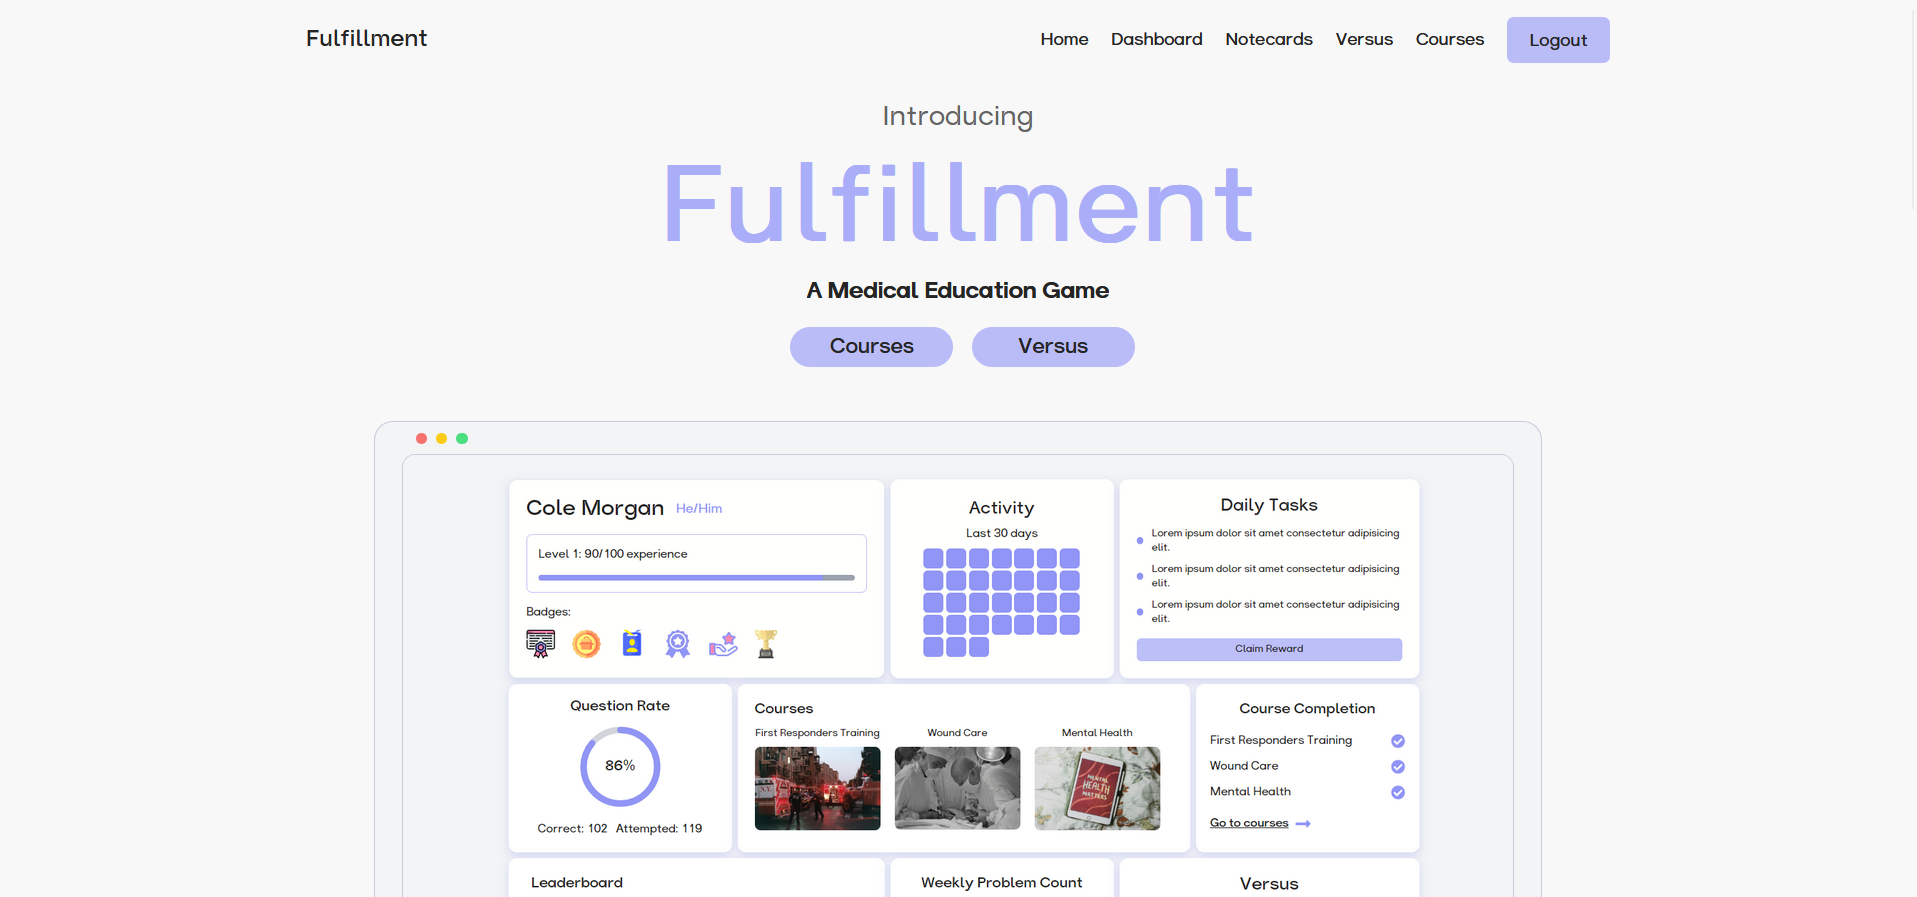 Fulfillment
Home Dashboard Notecards Versus Courses Logout
Introducing
Fulfillment
A Medical Education Game
Courses Versus
Cole Morgan He/Him
Level 1: 90/100 experience
Badges:
Activity
Last 30 days
Daily Tasks
Lorem ipsum dolor sit amet consectetur adipisicing
elit.
Lorem ipsum dolor sit amet consectetur adipisicing
elit.
Lorem ipsum dolor sit amet consectetur adipisicing
elit.
Claim Reward
Question Rate
86%
Correct: 102 Attempted: 119
Courses
First Responders Training Wound Care Mental Health
MENTAL
HEALTH
MATTERS
Course Completion
First Responders Training
Wound Care
Mental Health
Go to courses
Leaderboard
Weekly Problem Count
Versus